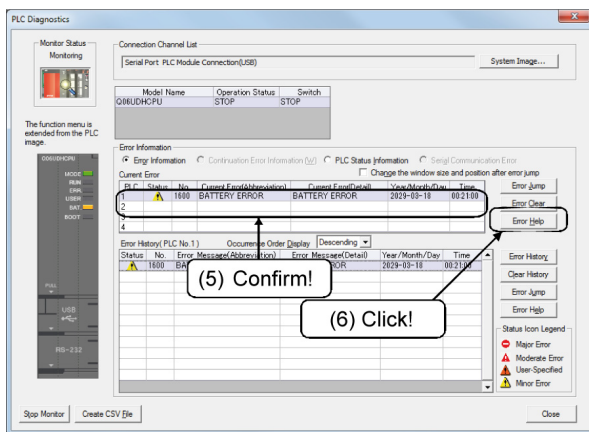 PLC Diagnostics
Monitor Status
Monitoring
The function menu is
extended from the PLC
image.
Q06UDHCPU
MODE
RUN
ERR.
USER
BAT.
BOOT
PULL
USB
RS-232
Connection Channel List
Serial Port PLC Module Connection(USB)
System Image...
Model Name Operation Status Switch
Q06UDHCPU STOP STOP
Error Information
Error Information Continuation Error Information (W) PLC Status Information Serial Communication Error
Current Error Change the window size and position after error jump
PLC Status No. Current Error(Abbreviation) Current Error(Detail) Year/Month/Day Time
1 1600 BATTERY ERROR BATTERY ERROR 2029-03-18 00:21:00
2
3
4
Error Jump
Error Clear
Error Help
Error History( PLC No.1 ) Occurrence Order Display Descending
Status No. Error Message(Abbreviation) Error Message(Detail) Year/Month/Day Time
1600 BA ROR 2029-03-18 00:21:00
(5) Confirm!
(6) Click!
Error History
Clear History
Error Jump
Error Help
Status Icon Legend
Major Error
Moderate Error
User-Specified
Minor Error
Stop Monitor
Create CSV File
Close